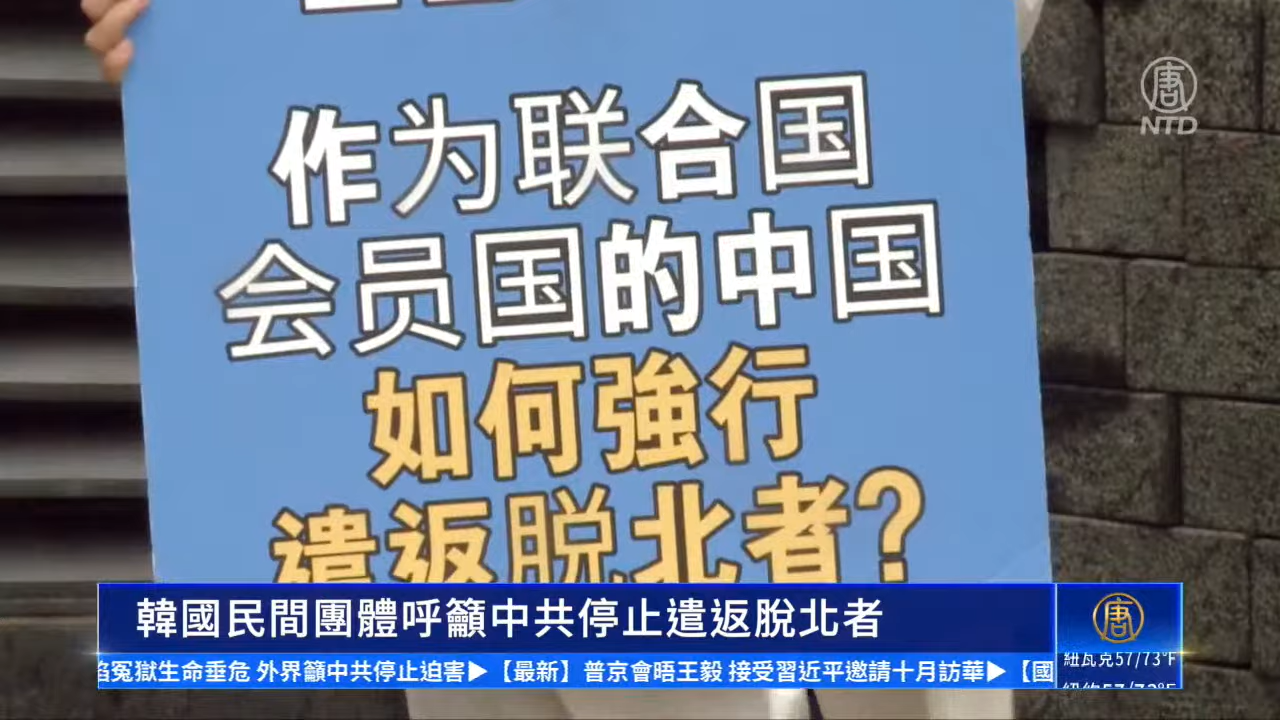 唐
NTD
作为联合国
会员国的中国
如何強行
遣返脱北者?
韓國民間團體呼籲中共停止遣返脫北者
唐
紐瓦克57/73°F
冤獄生命垂危 外界籲中共停止迫害▶ 【最新】普京會晤王毅 接受習近平邀請十月訪華▶ 【國